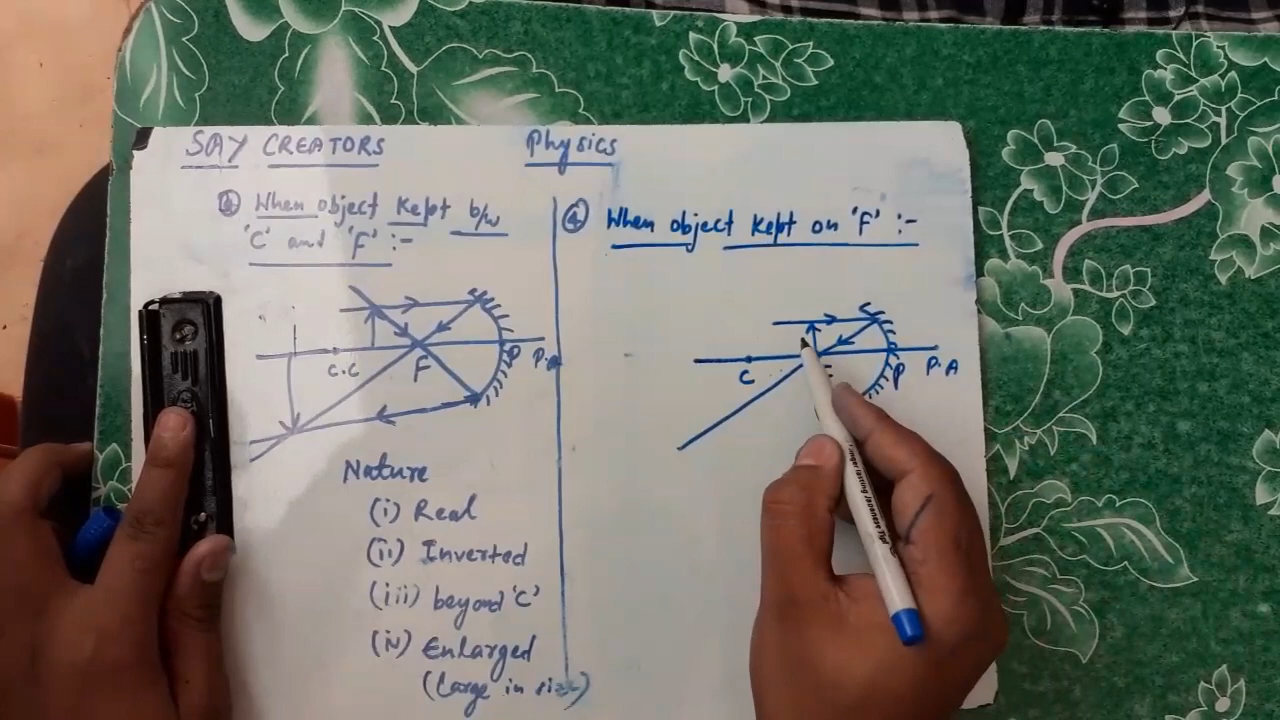 SAY CREATORS
Physics
③ When object kept b/w
'C' and 'F' :-
C.C
F
P
P.A
Nature
(i) Real
(ii) Inverted
(iii) beyond 'C'
(iv) Enlarged
(Large in size)
④ When object kept on 'F' :-
C
P
P.A